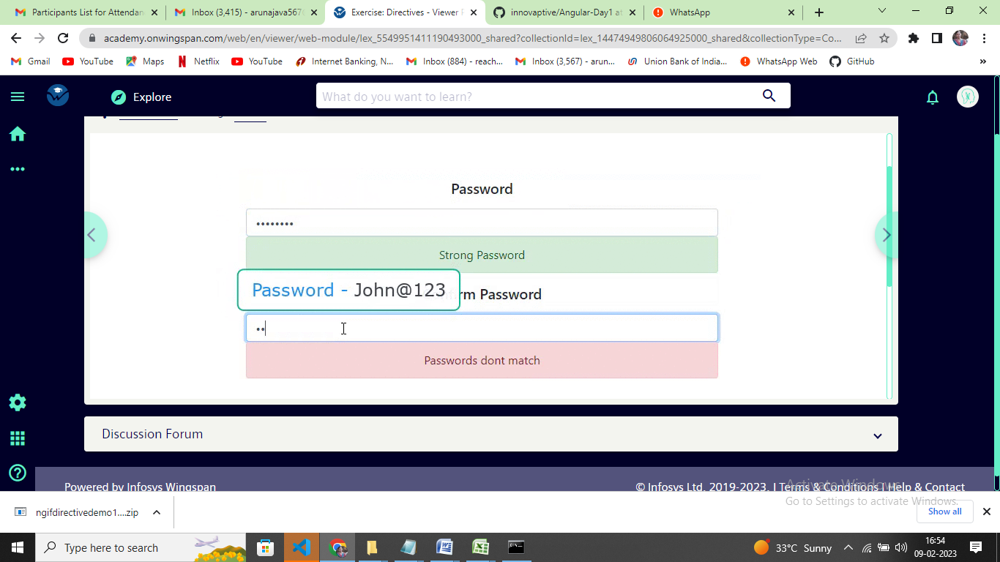 Participants List for Attendan
Inbox (3,415) - arunajava567
Exercise: Directives - Viewer P
innovaptive/Angular-Day1 at
WhatsApp
academy.onwingspan.com/web/en/viewer/web-module/lex_5549951411190493000_shared?collectionId=lex_14474949806064925000_shared&collectionType=Co...
Gmail
YouTube
Maps
Netflix
YouTube
Internet Banking, N...
Inbox (884) - reach...
Inbox (3,567) - arun...
Union Bank of India...
WhatsApp Web
GitHub
»
Explore
What do you want to learn?
Password
••••••••
Strong Password
Password - John@123
Password
••
Passwords dont match
Discussion Forum
Powered by Infosys Wingspan
© Infosys Ltd. 2019-2023. | Terms & Conditions | Help & Contact
Activate Windows
Go to Settings to activate Windows.
ngifdirectivedemo1....zip
Show all
Type here to search
33°C Sunny
16:54
09-02-2023